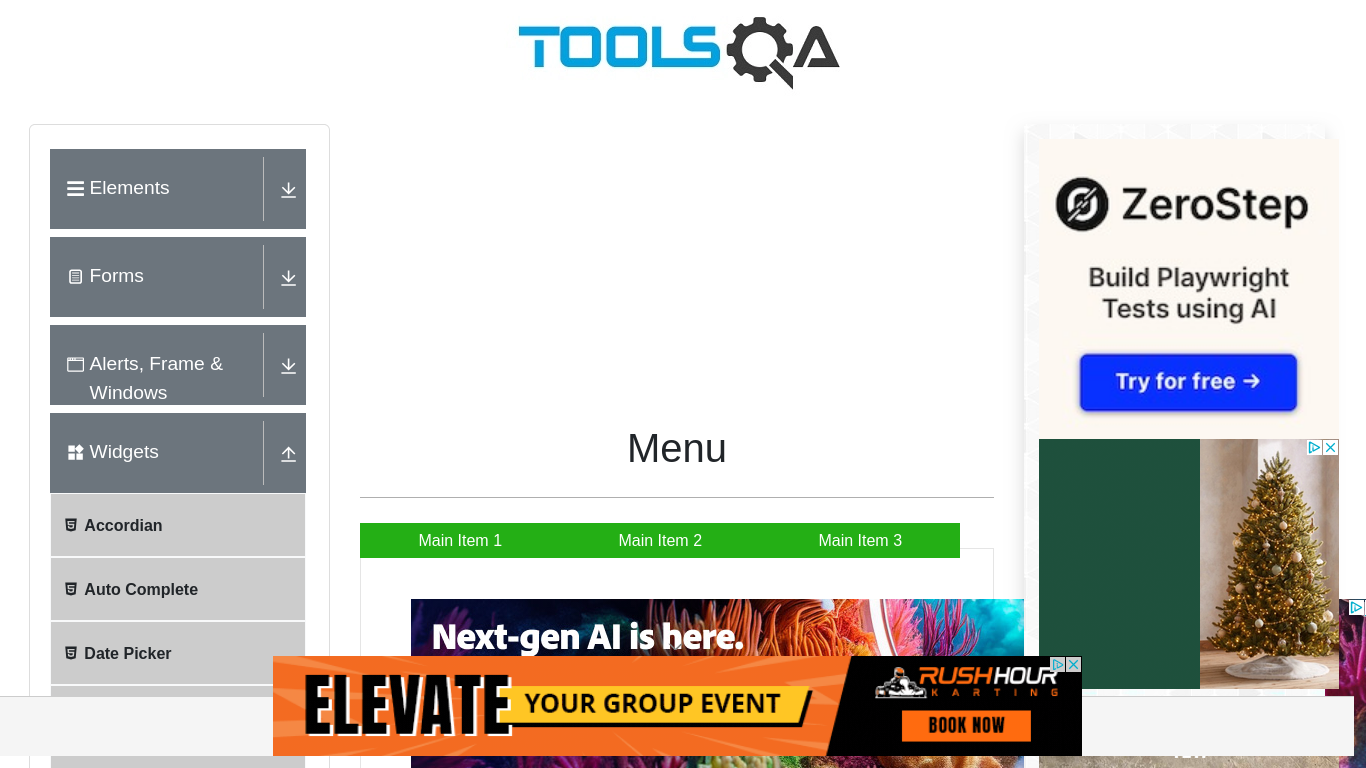 TOOLSQA
Elements
Forms
Alerts, Frame &
Windows
Widgets
Accordian
Auto Complete
Date Picker
Menu
Main Item 1
Main Item 2
Main Item 3
Next-gen AI is here.
ELEVATE
YOUR GROUP EVENT
RUSHHOUR
KARTING
BOOK NOW
ZeroStep
Build Playwright
Tests using AI
Try for free →